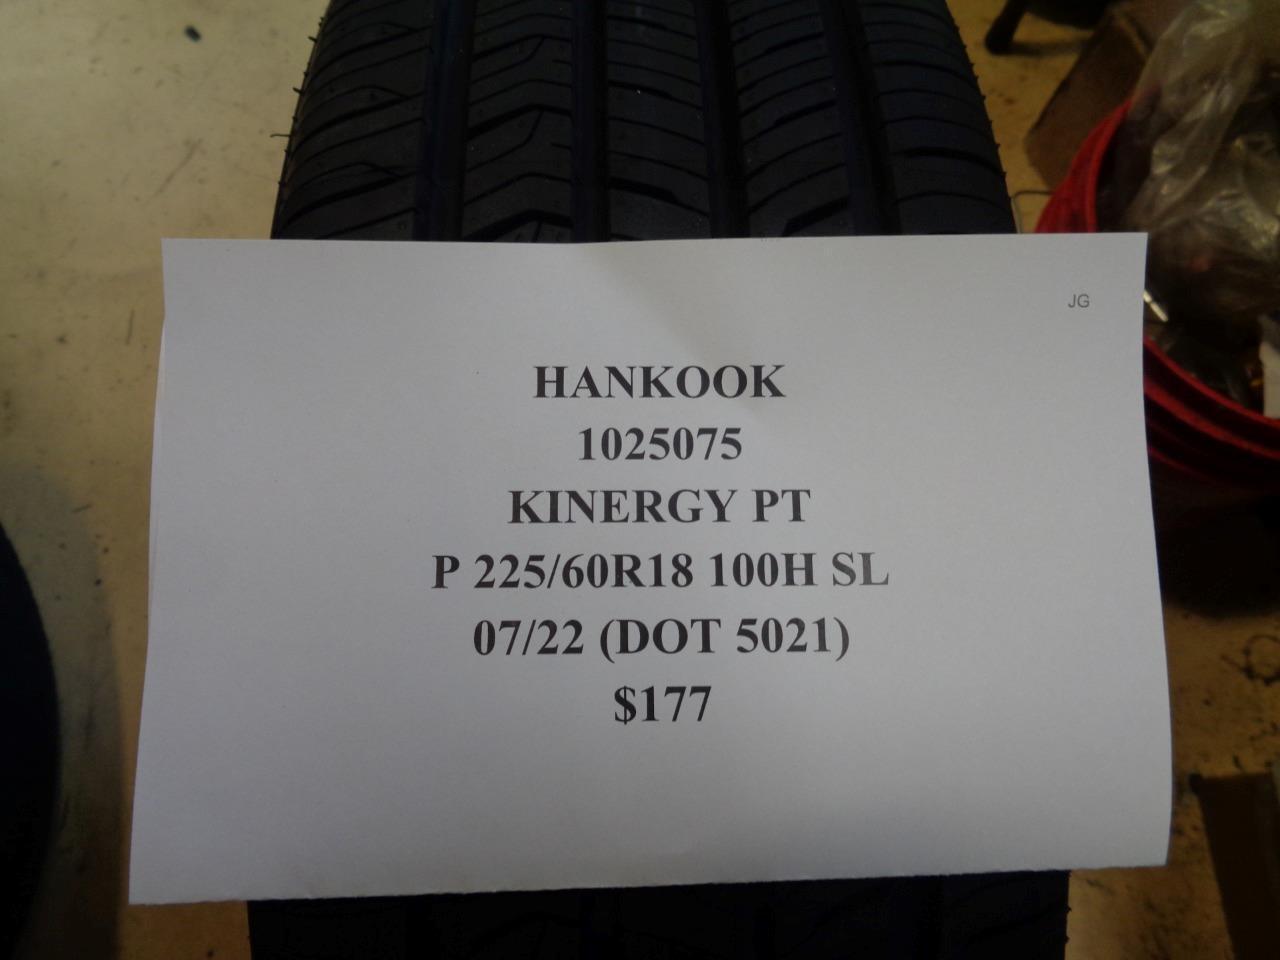 JG
HANKOOK
1025075
KINERGY PT
P 225/60R18 100H SL
07/22 (DOT 5021)
$177